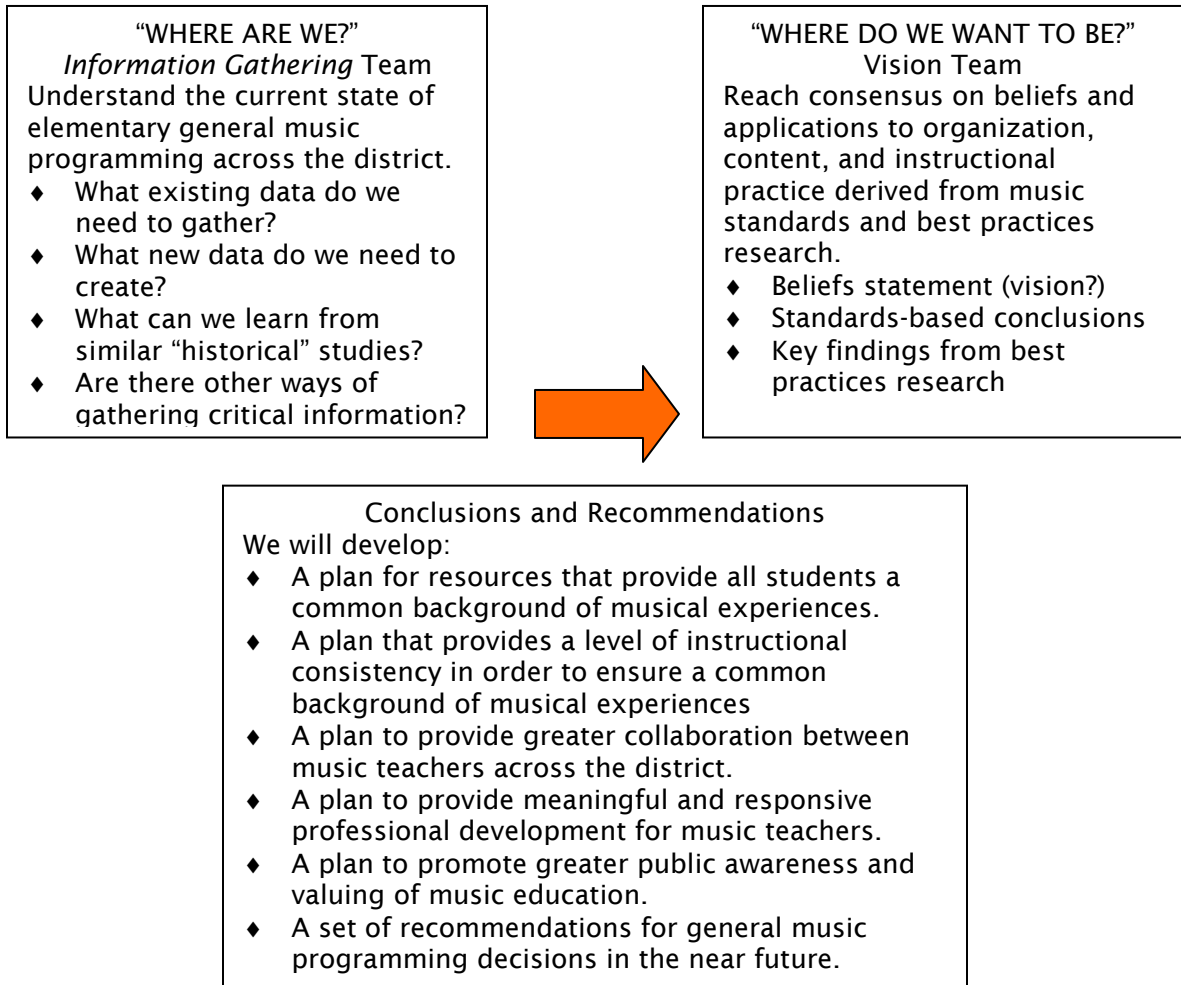 “WHERE ARE WE?”
Information Gathering Team
Understand the current state of
elementary general music
programming across the district.
♦ What existing data do we
need to gather?
♦ What new data do we need to
create?
♦ What can we learn from
similar “historical” studies?
♦ Are there other ways of
gathering critical information?
“WHERE DO WE WANT TO BE?”
Vision Team
Reach consensus on beliefs and
applications to organization,
content, and instructional
practice derived from music
standards and best practices
research.
♦ Beliefs statement (vision?)
♦ Standards-based conclusions
♦ Key findings from best
practices research
Conclusions and Recommendations
We will develop:
♦ A plan for resources that provide all students a
common background of musical experiences.
♦ A plan that provides a level of instructional
consistency in order to ensure a common
background of musical experiences
♦ A plan to provide greater collaboration between
music teachers across the district.
♦ A plan to provide meaningful and responsive
professional development for music teachers.
♦ A plan to promote greater public awareness and
valuing of music education.
♦ A set of recommendations for general music
programming decisions in the near future.